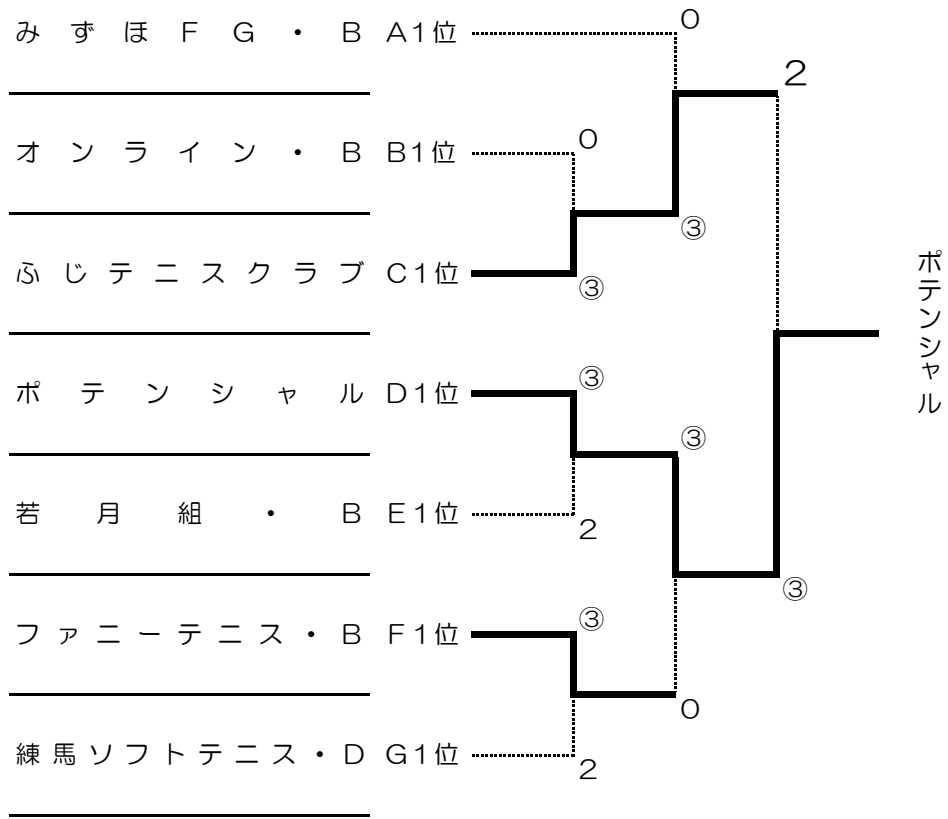 みずほＦＧ・Ｂ Ａ1位
0
2
オンライン・Ｂ Ｂ1位
0
③
ふじテニスクラブ Ｃ1位
③
ポテンシャル
ポテンシャル Ｄ1位
③
③
若月組・Ｂ Ｅ1位
2
③
ファニーテニス・Ｂ Ｆ1位
③
0
練馬ソフトテニス・Ｄ Ｇ1位
2